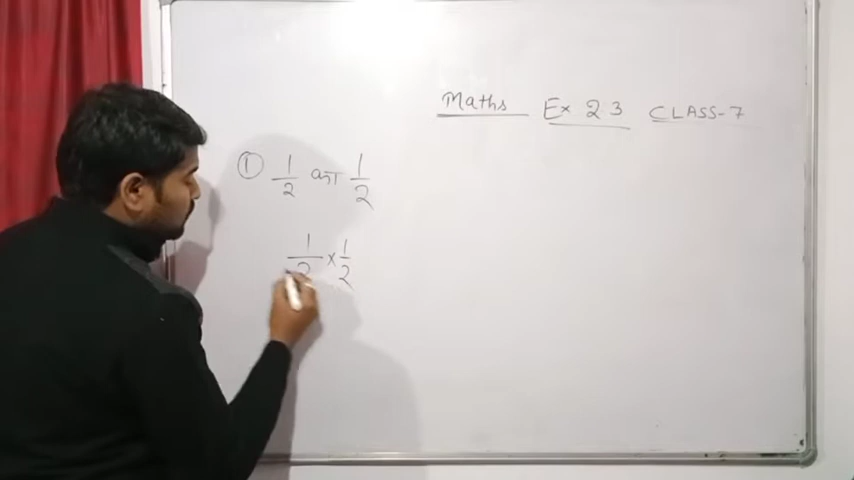 Maths Ex 2.3 CLASS-7
① 1/2 का 1/2
1/2 × 1/2